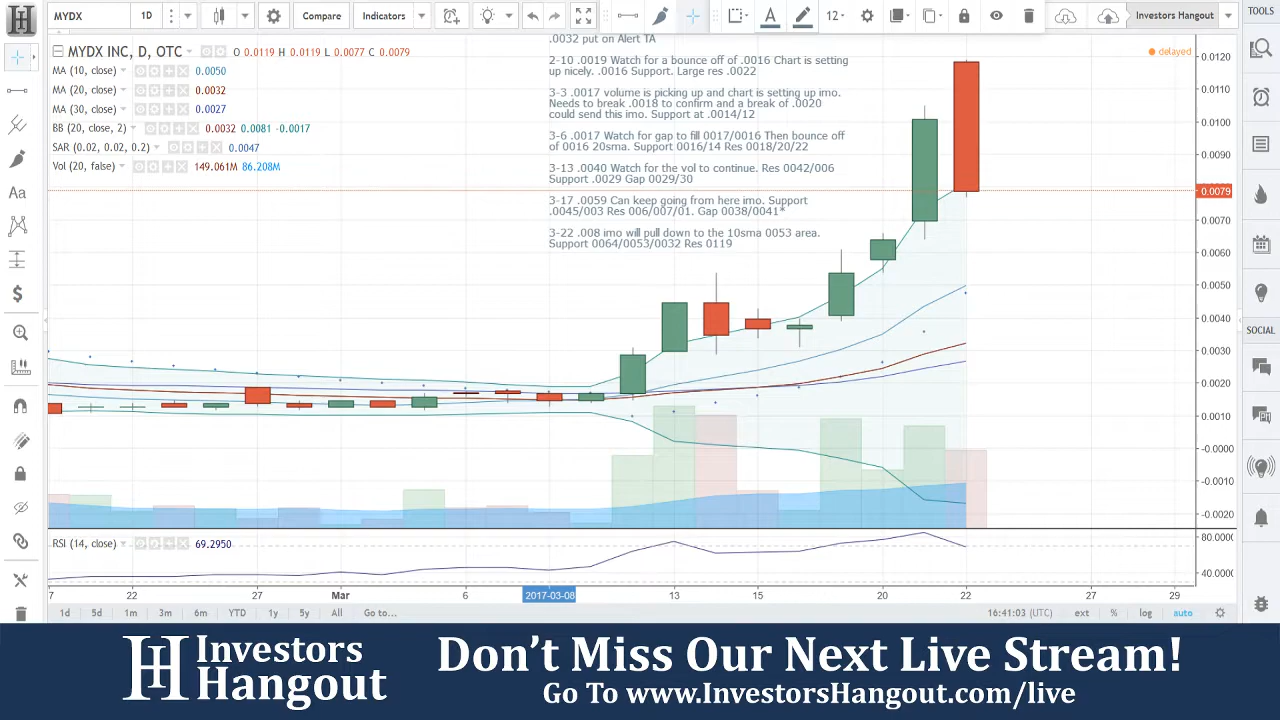 MYDX 1D Compare Indicators 12 Investors Hangout TOOLS
MYDX INC, D, OTC O 0.0119 H 0.0119 L 0.0077 C 0.0079
delayed
MA (10, close) 0.0050
MA (20, close) 0.0032
MA (30, close) 0.0027
BB (20, close, 2) 0.0032 0.0081 -0.0017
SAR (0.02, 0.02, 0.2) 0.0047
Vol (20, false) 149.061M 86.208M
.0032 put on Alert TA
2-10 .0019 Watch for a bounce off of .0016 Chart is setting
up nicely. .0016 Support. Large res .0022
3-3 .0017 volume is picking up and chart is setting up imo.
Needs to break .0018 to confirm and a break of .0020
could send this imo. Support at .0014/12
3-6 .0017 Watch for gap to fill 0017/0016 Then bounce off
of 0016 20sma. Support 0016/14 Res 0018/20/22
3-13 .0040 Watch for the vol to continue. Res 0042/006
Support .0029 Gap 0029/30
3-17 .0059 Can keep going from here imo. Support
.0045/003 Res 006/007/01. Gap 0038/0041*
3-22 .008 imo will pull down to the 10sma 0053 area.
Support 0064/0053/0032 Res 0119
0.0120
0.0110
0.0100
0.0090
0.0079
0.0070
0.0060
0.0050
0.0040
0.0030
0.0020
0.0010
-0.0000
-0.0010
-0.0020
Aa
$
SOCIAL
RSI (14, close) 69.2950
80.0000
40.0000
7 22 27 Mar 6 2017-03-08 13 15 20 22 27 29
1d 5d 1m 3m 6m YTD 1y 5y All Go to... 16:41:03 (UTC) ext % log auto
Investors
Hangout
Don't Miss Our Next Live Stream!
Go To www.InvestorsHangout.com/live